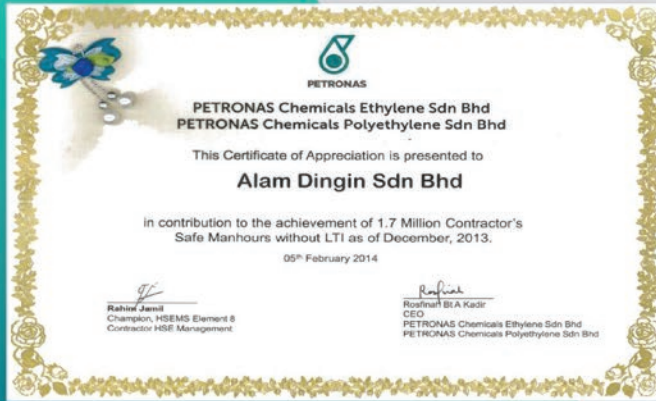 PETRONAS
PETRONAS Chemicals Ethylene Sdn Bhd
PETRONAS Chemicals Polyethylene Sdn Bhd
This Certificate of Appreciation is presented to
Alam Dingin Sdn Bhd
in contribution to the achievement of 1.7 Million Contractor's
Safe Manhours without LTI as of December, 2013.
05th February 2014
Rahim Jamil
Champion, HSEMS Element 8
Contractor HSE Management
Rosfinah Bt A Kadir
CEO
PETRONAS Chemicals Ethylene Sdn Bhd
PETRONAS Chemicals Polyethylene Sdn Bhd